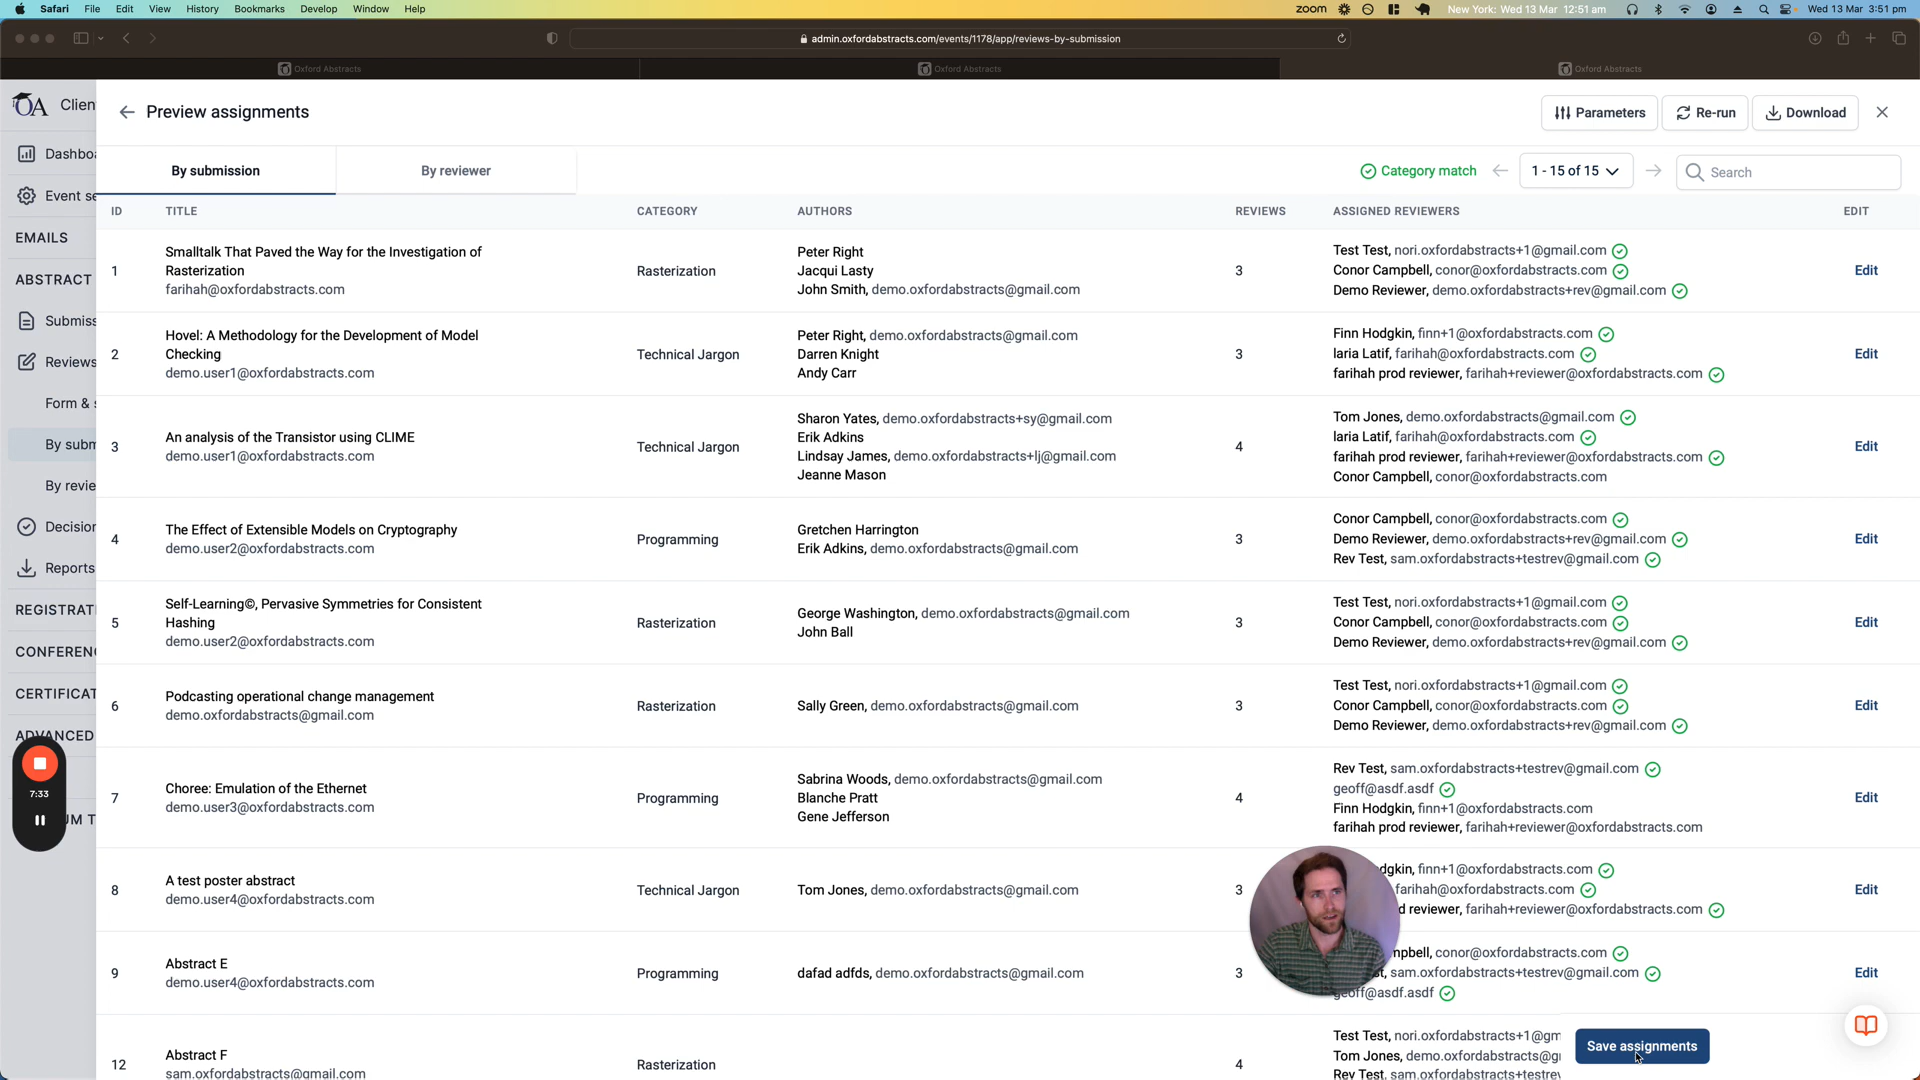 Safari File Edit View History Bookmarks Develop Window Help
zoom New York: Wed 13 Mar 12:51 am Wed 13 Mar 3:51 pm
admin.oxfordabstracts.com/events/1178/app/reviews-by-submission
Oxford Abstracts Oxford Abstracts Oxford Abstracts
OA Clien
Preview assignments
Parameters Re-run Download
Dashbo
Event se
EMAILS
ABSTRACT
Submiss
Reviews
Form & s
By subm
By revie
Decision
Reports
REGISTRAT
CONFEREN
CERTIFICAT
ADVANCED
7:33
UM T
By submission By reviewer
Category match 1 - 15 of 15 Search
ID TITLE CATEGORY AUTHORS REVIEWS ASSIGNED REVIEWERS EDIT
1
Smalltalk That Paved the Way for the Investigation of
Rasterization
farihah@oxfordabstracts.com
Rasterization
Peter Right
Jacqui Lasty
John Smith, demo.oxfordabstracts@gmail.com
3
Test Test, nori.oxfordabstracts+1@gmail.com
Conor Campbell, conor@oxfordabstracts.com
Demo Reviewer, demo.oxfordabstracts+rev@gmail.com
Edit
2
Hovel: A Methodology for the Development of Model
Checking
demo.user1@oxfordabstracts.com
Technical Jargon
Peter Right, demo.oxfordabstracts@gmail.com
Darren Knight
Andy Carr
3
Finn Hodgkin, finn+1@oxfordabstracts.com
laria Latif, farihah@oxfordabstracts.com
farihah prod reviewer, farihah+reviewer@oxfordabstracts.com
Edit
3
An analysis of the Transistor using CLIME
demo.user1@oxfordabstracts.com
Technical Jargon
Sharon Yates, demo.oxfordabstracts+sy@gmail.com
Erik Adkins
Lindsay James, demo.oxfordabstracts+lj@gmail.com
Jeanne Mason
4
Tom Jones, demo.oxfordabstracts@gmail.com
laria Latif, farihah@oxfordabstracts.com
farihah prod reviewer, farihah+reviewer@oxfordabstracts.com
Conor Campbell, conor@oxfordabstracts.com
Edit
4
The Effect of Extensible Models on Cryptography
demo.user2@oxfordabstracts.com
Programming
Gretchen Harrington
Erik Adkins, demo.oxfordabstracts@gmail.com
3
Conor Campbell, conor@oxfordabstracts.com
Demo Reviewer, demo.oxfordabstracts+rev@gmail.com
Rev Test, sam.oxfordabstracts+testrev@gmail.com
Edit
5
Self-Learning©, Pervasive Symmetries for Consistent
Hashing
demo.user2@oxfordabstracts.com
Rasterization
George Washington, demo.oxfordabstracts@gmail.com
John Ball
3
Test Test, nori.oxfordabstracts+1@gmail.com
Conor Campbell, conor@oxfordabstracts.com
Demo Reviewer, demo.oxfordabstracts+rev@gmail.com
Edit
6
Podcasting operational change management
demo.oxfordabstracts@gmail.com
Rasterization
Sally Green, demo.oxfordabstracts@gmail.com
3
Test Test, nori.oxfordabstracts+1@gmail.com
Conor Campbell, conor@oxfordabstracts.com
Demo Reviewer, demo.oxfordabstracts+rev@gmail.com
Edit
7
Choree: Emulation of the Ethernet
demo.user3@oxfordabstracts.com
Programming
Sabrina Woods, demo.oxfordabstracts@gmail.com
Blanche Pratt
Gene Jefferson
4
Rev Test, sam.oxfordabstracts+testrev@gmail.com
geoff@asdf.asdf
Finn Hodgkin, finn+1@oxfordabstracts.com
farihah prod reviewer, farihah+reviewer@oxfordabstracts.com
Edit
8
A test poster abstract
demo.user4@oxfordabstracts.com
Technical Jargon
Tom Jones, demo.oxfordabstracts@gmail.com
3
dgkin, finn+1@oxfordabstracts.com
farihah@oxfordabstracts.com
d reviewer, farihah+reviewer@oxfordabstracts.com
Edit
9
Abstract E
demo.user4@oxfordabstracts.com
Programming
dafad adfds, demo.oxfordabstracts@gmail.com
3
mpbell, conor@oxfordabstracts.com
st, sam.oxfordabstracts+testrev@gmail.com
geoff@asdf.asdf
Edit
12
Abstract F
sam.oxfordabstracts@gmail.com
Rasterization
4
Test Test, nori.oxfordabstracts+1@gm
Tom Jones, demo.oxfordabstracts@g
Rev Test, sam.oxfordabstracts+testrev
Save assignments